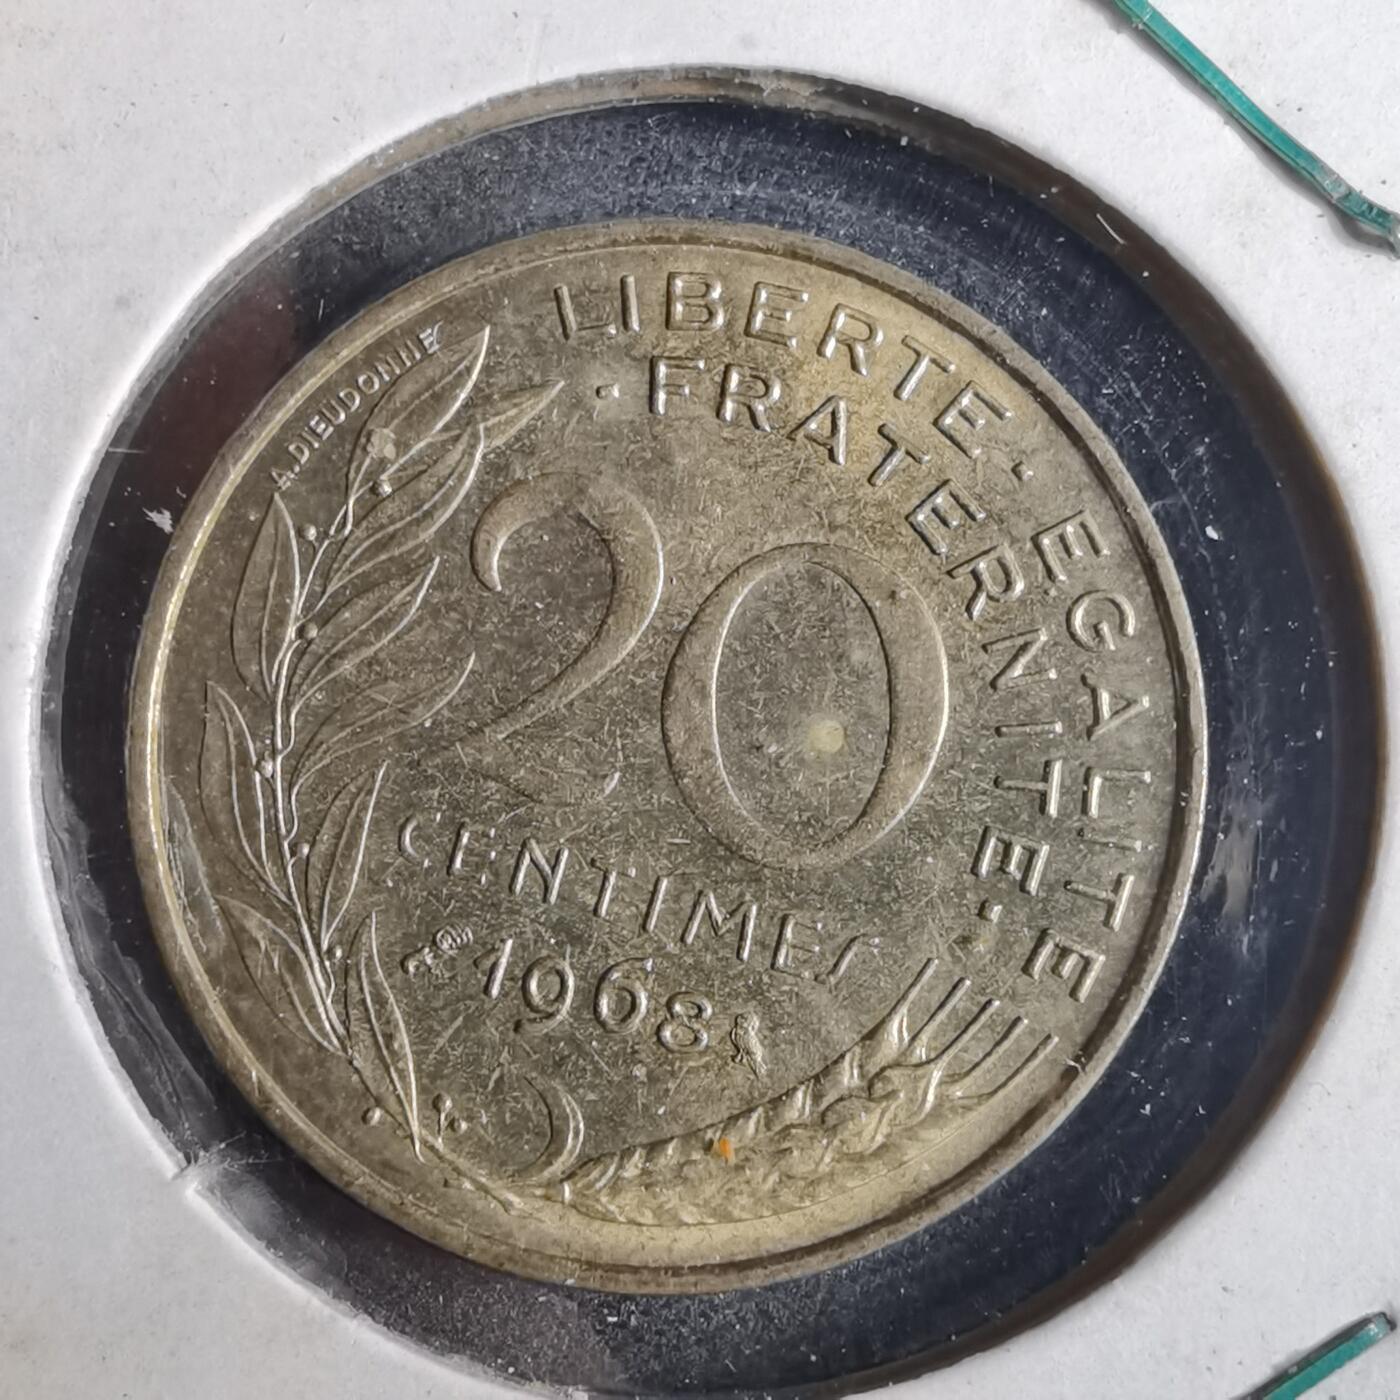 A.DIEUDONNE
LIBERTE·EGALITE
·FRATERNITE·
20
CENTIMES
1968